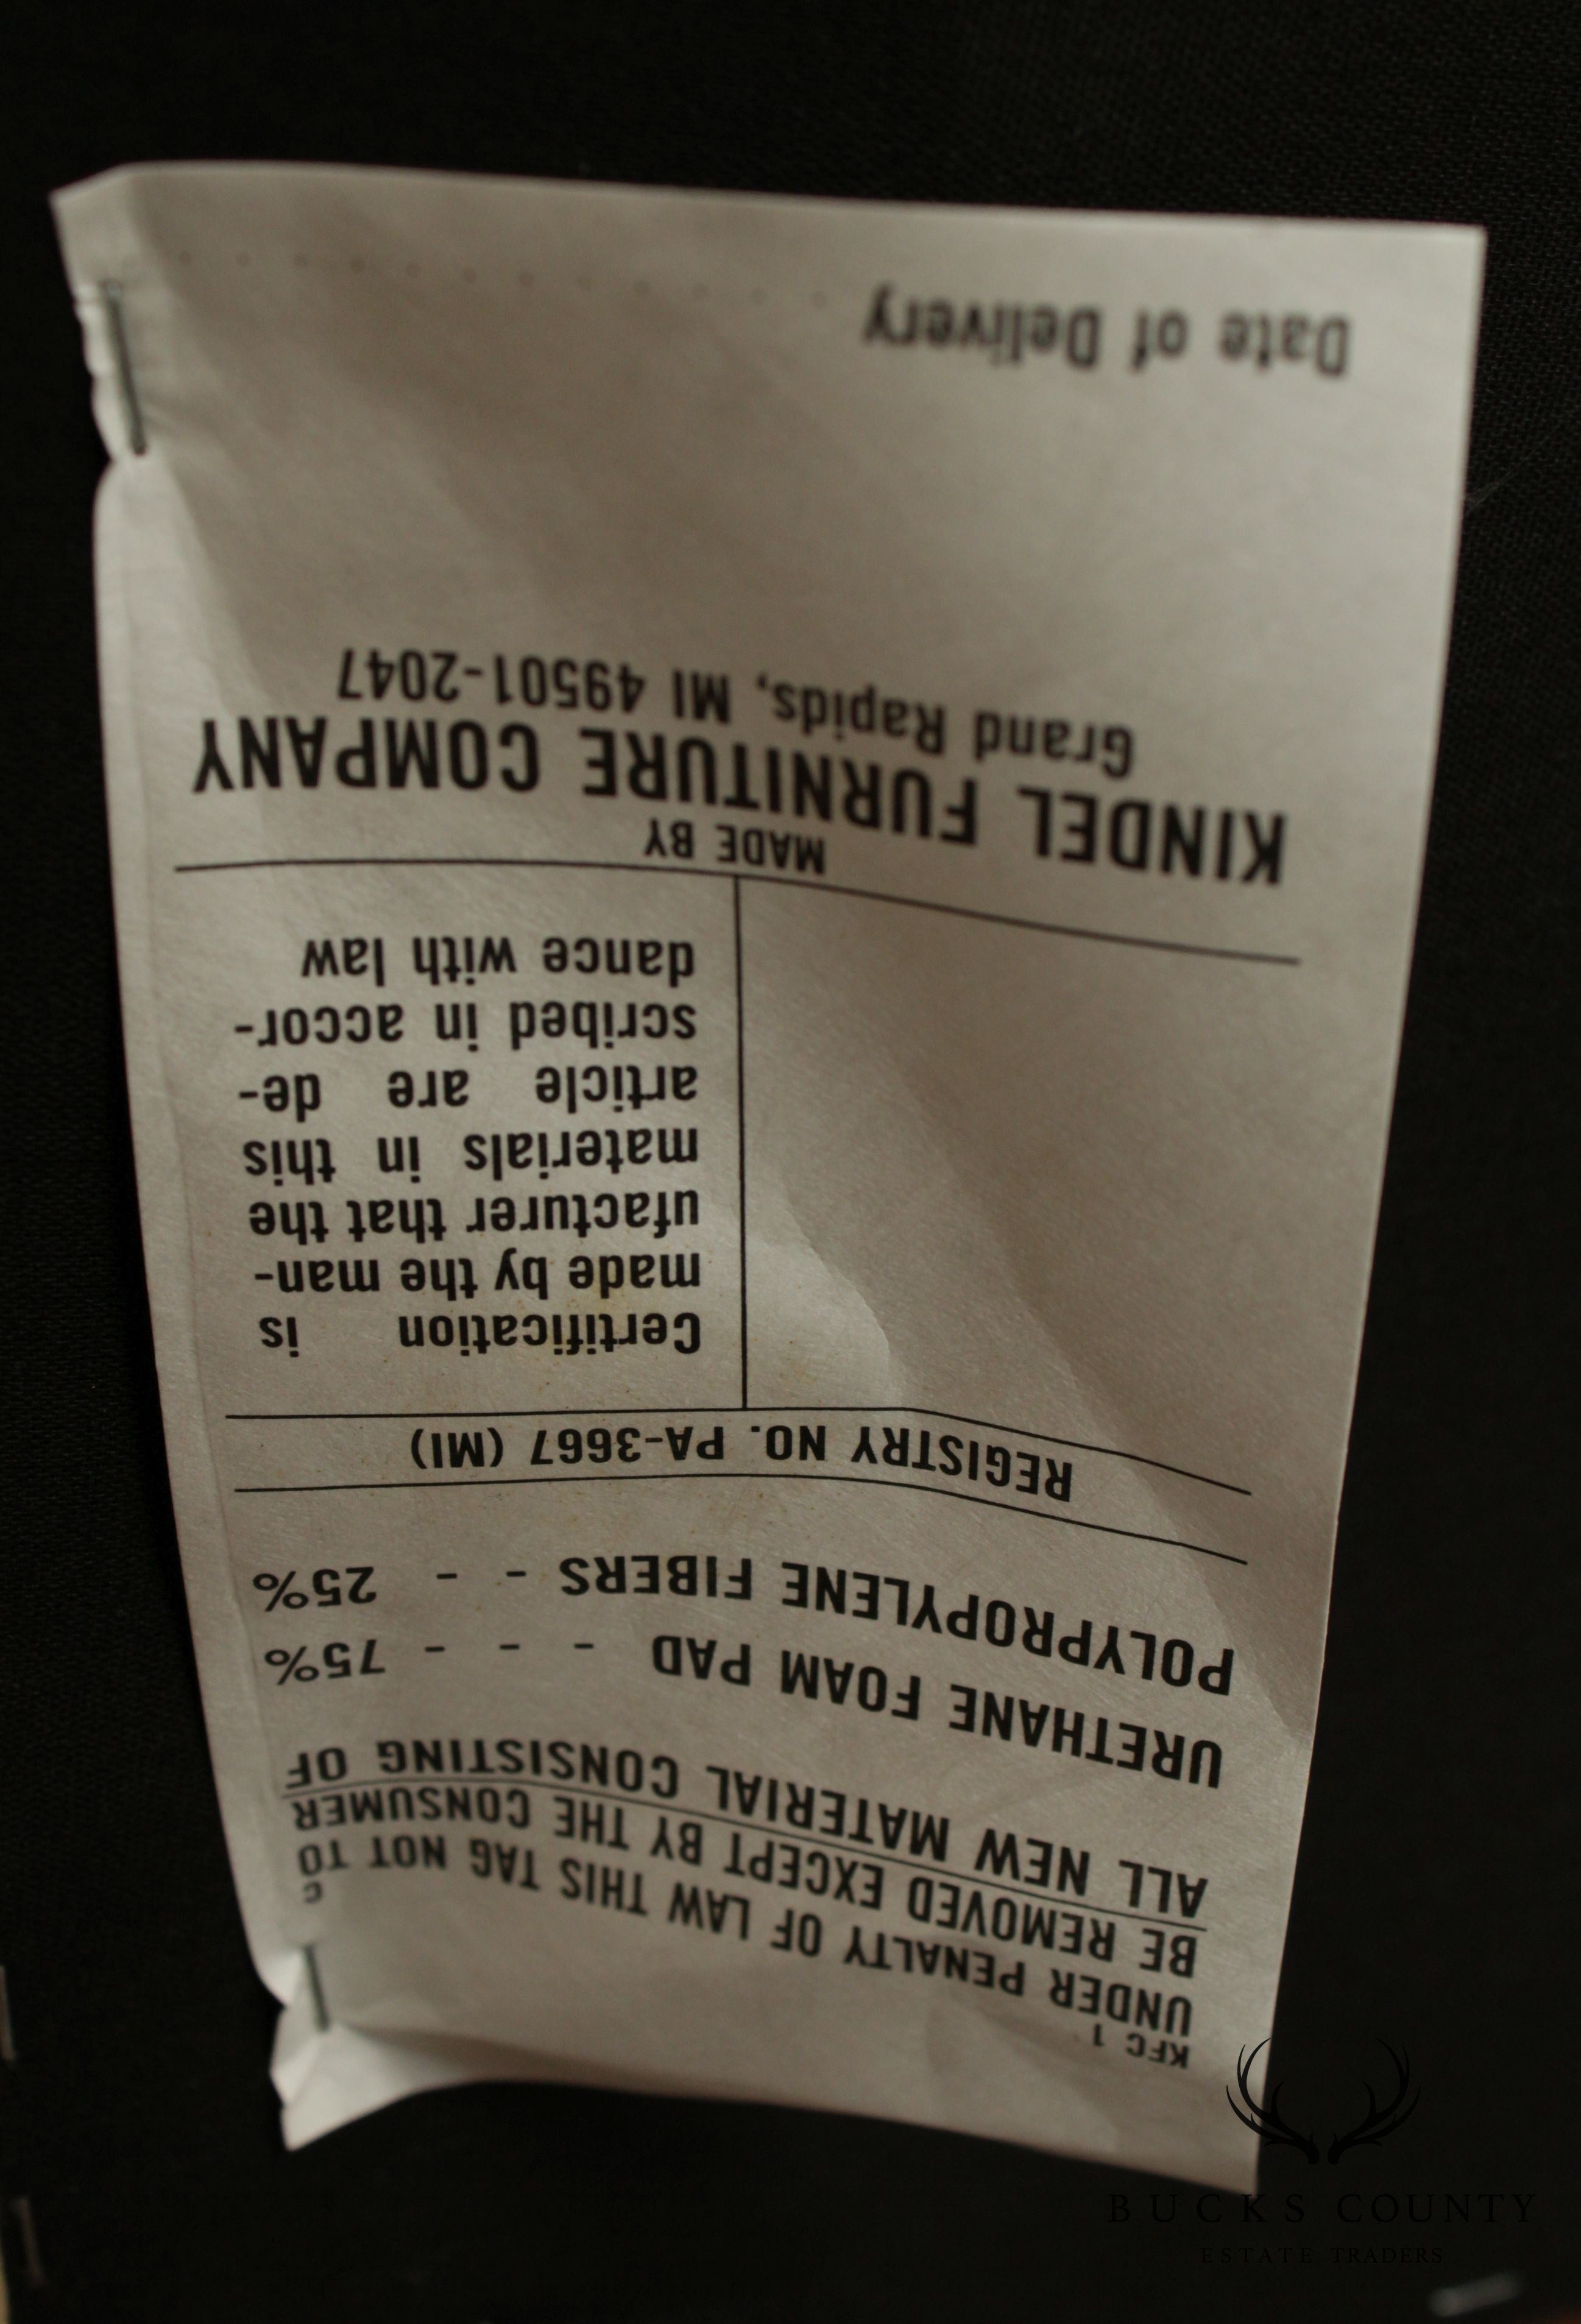 KFC 1
C
UNDER PENALTY OF LAW THIS TAG NOT TO
BE REMOVED EXCEPT BY THE CONSUMER
ALL NEW MATERIAL CONSISTING OF
URETHANE FOAM PAD - - - 75%
POLYPROPYLENE FIBERS - - 25%
REGISTRY NO. PA-3667 (MI)
Certification is
made by the man-
ufacturer that the
materials in this
article are de-
scribed in accor-
dance with law
MADE BY
KINDEL FURNITURE COMPANY
Grand Rapids, MI 49501-2047
Date of Delivery . . . . . . . . . . . .
BUCKS COUNTY
ESTATE TRADERS